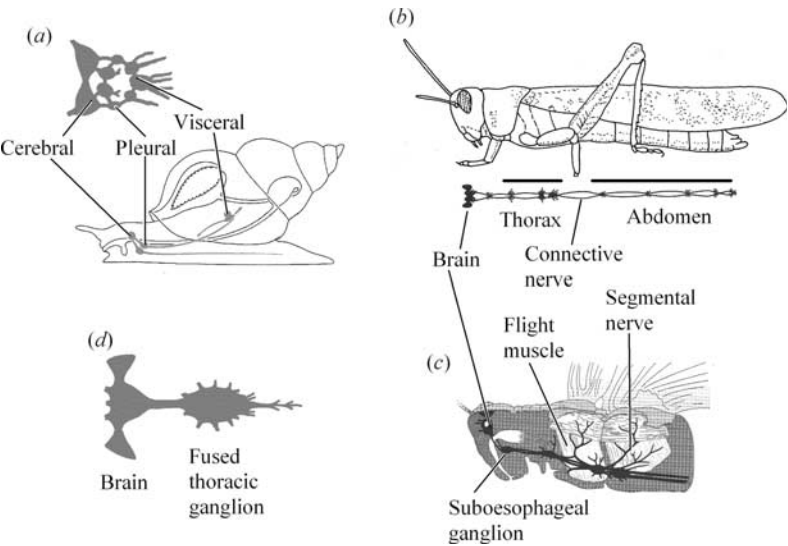 (a)
Visceral
Cerebral
Pleural
(b)
Thorax
Abdomen
Brain
Connective
nerve
Segmental
nerve
Flight
muscle
(c)
Suboesophageal
ganglion
(d)
Brain
Fused
thoracic
ganglion